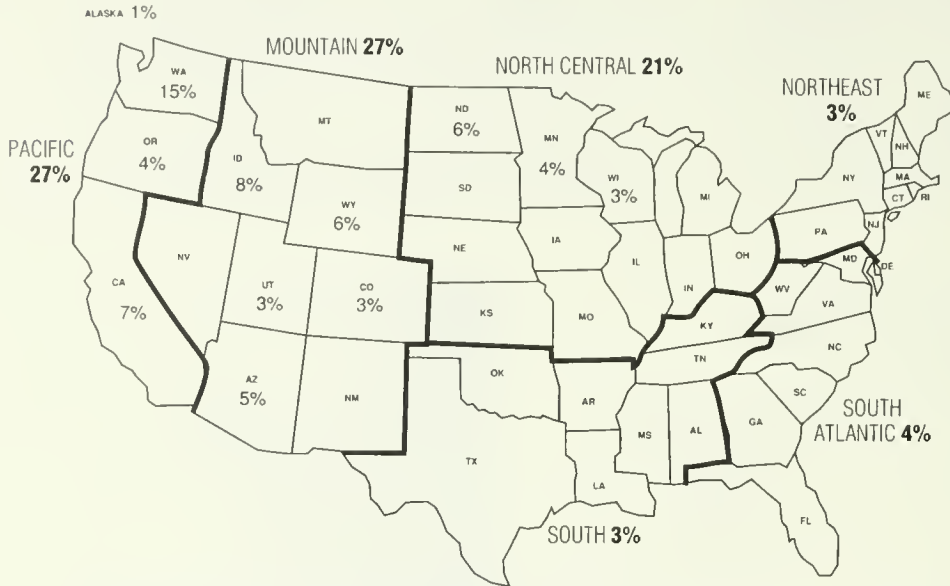 ALASKA 1%
MOUNTAIN 27%
NORTH CENTRAL 21%
NORTHEAST
3%
PACIFIC
27%
WA
15%
OR
4%
ID
8%
MT
WY
6%
ND
6%
SD
NE
KS
MN
4%
WI
3%
MI
IA
IL
IN
OH
MO
ME
VT
NH
MA
CT
RI
NY
NJ
PA
MD
DE
WV
VA
KY
TN
NC
SC
GA
FL
CA
7%
NV
UT
3%
CO
3%
AZ
5%
NM
OK
TX
AR
LA
MS
AL
SOUTH
ATLANTIC 4%
SOUTH 3%